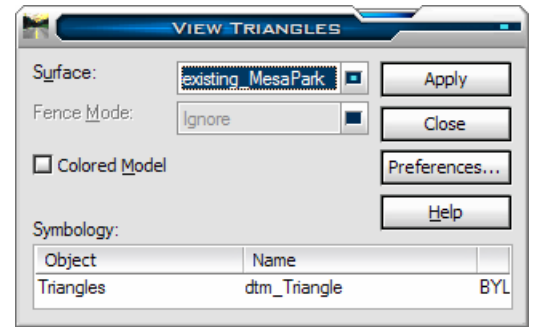 VIEW TRIANGLES
Surface: existing_MesaPark Apply
Fence Mode: Ignore Close
Colored Model Preferences...
Help
Symbology:
Object Name
Triangles dtm_Triangle BYL